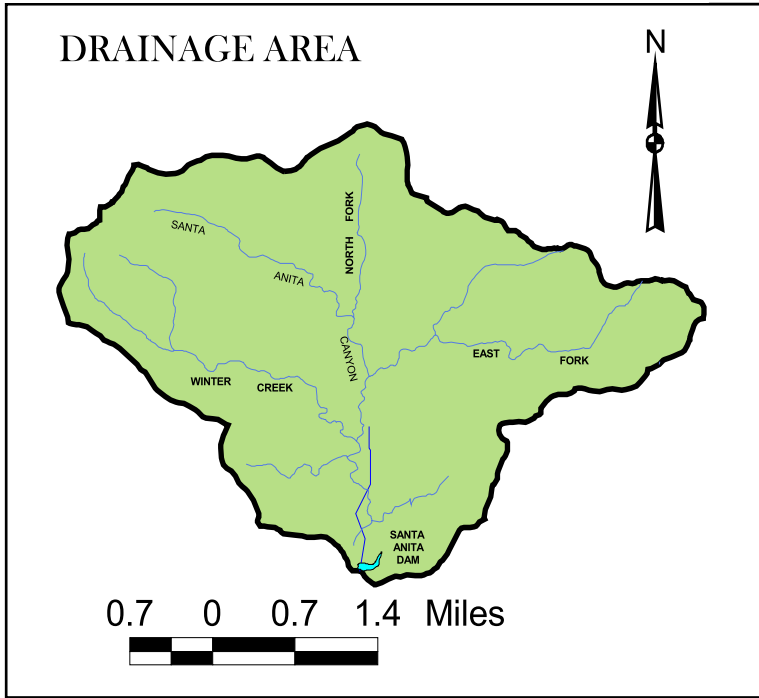 DRAINAGE AREA
N
NORTH FORK
SANTA
ANITA
CANYON
EAST FORK
WINTER CREEK
SANTA
ANITA
DAM
0.7 0 0.7 1.4 Miles